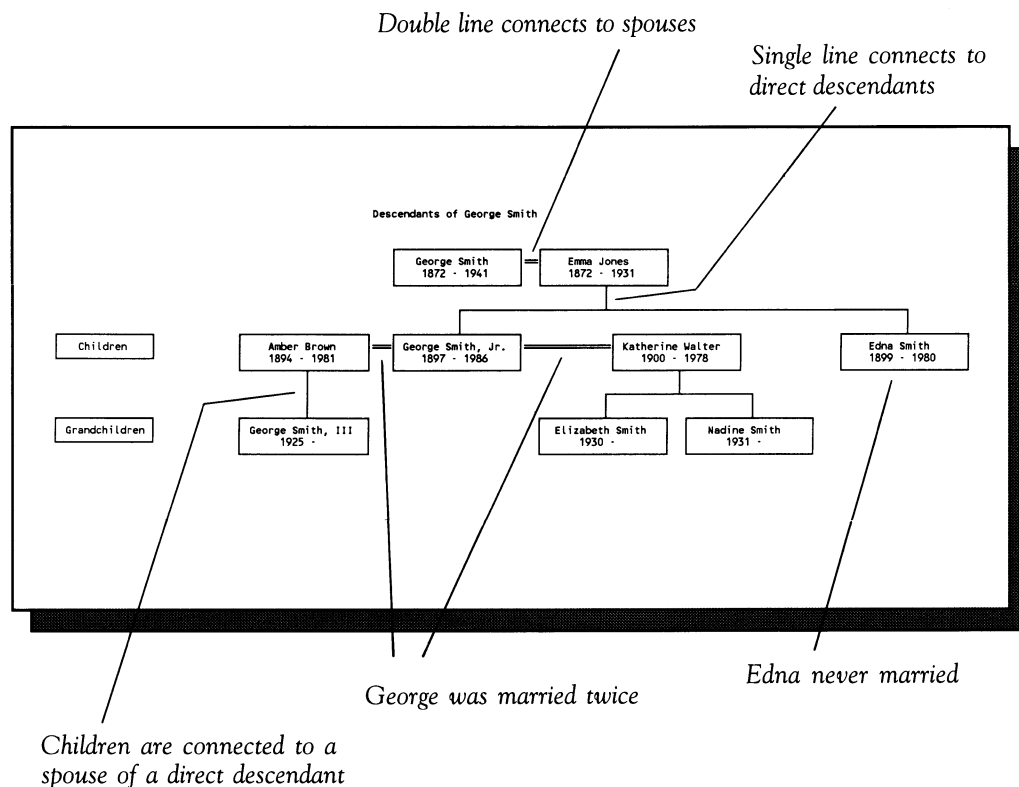 Double line connects to spouses
Single line connects to
direct descendants
Descendants of George Smith
George Smith
1872 - 1941
Emma Jones
1872 - 1931
Children
Amber Brown
1894 - 1981
George Smith, Jr.
1897 - 1986
Katherine Walter
1900 - 1978
Edna Smith
1899 - 1980
Grandchildren
George Smith, III
1925 -
Elizabeth Smith
1930 -
Nadine Smith
1931 -
George was married twice
Edna never married
Children are connected to a
spouse of a direct descendant